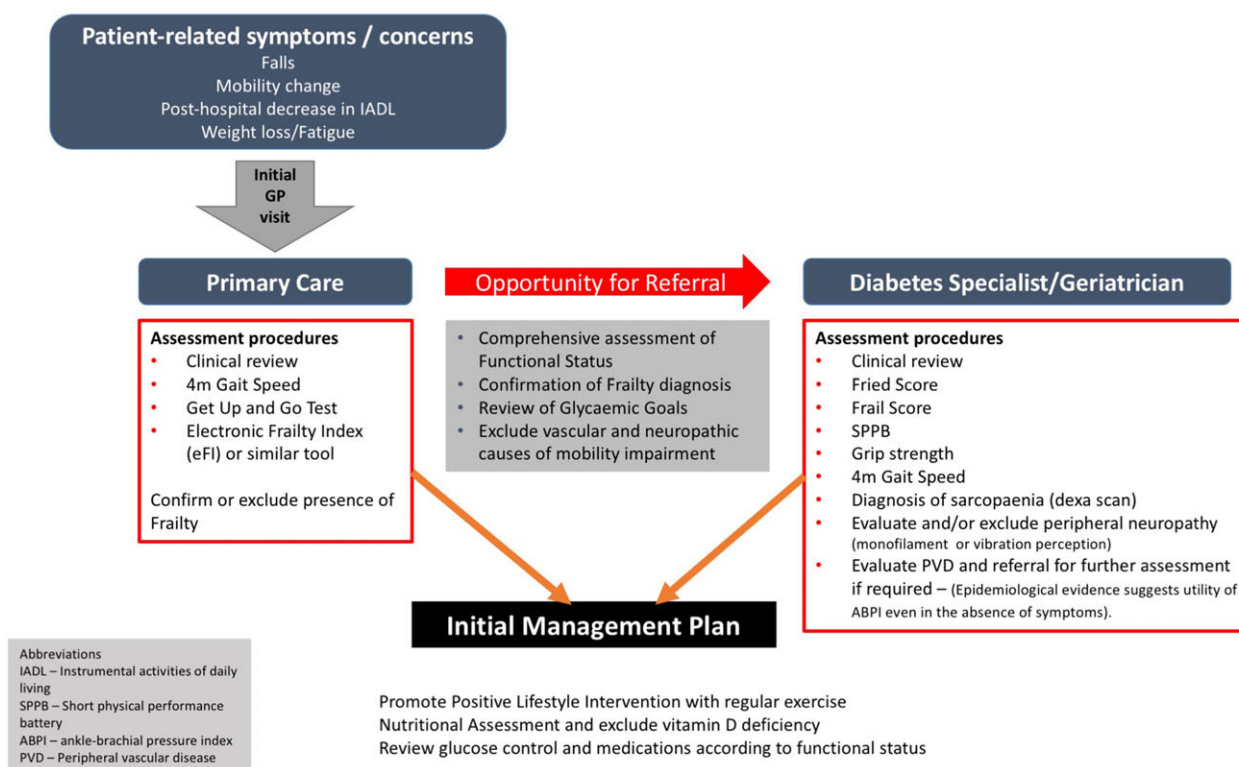 Patient-related symptoms / concerns
Falls
Mobility change
Post-hospital decrease in IADL
Weight loss/Fatigue
Initial
GP
visit
Primary Care
Opportunity for Referral
Diabetes Specialist/Geriatrician
Assessment procedures
• Clinical review
• 4m Gait Speed
• Get Up and Go Test
• Electronic Frailty Index
(eFI) or similar tool
Confirm or exclude presence of
Frailty
• Comprehensive assessment of
Functional Status
• Confirmation of Frailty diagnosis
• Review of Glycaemic Goals
• Exclude vascular and neuropathic
causes of mobility impairment
Assessment procedures
• Clinical review
• Fried Score
• Frail Score
• SPPB
• Grip strength
• 4m Gait Speed
• Diagnosis of sarcopaenia (dexa scan)
• Evaluate and/or exclude peripheral neuropathy
(monofilament or vibration perception)
• Evaluate PVD and referral for further assessment
if required – (Epidemiological evidence suggests utility of
ABPI even in the absence of symptoms).
Initial Management Plan
Abbreviations
IADL – Instrumental activities of daily
living
SPPB – Short physical performance
battery
ABPI – ankle-brachial pressure index
PVD – Peripheral vascular disease
Promote Positive Lifestyle Intervention with regular exercise
Nutritional Assessment and exclude vitamin D deficiency
Review glucose control and medications according to functional status